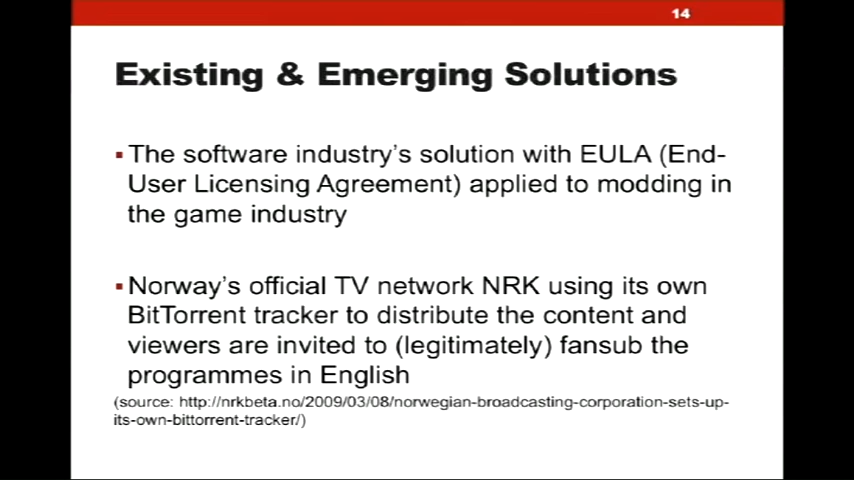 14
Existing & Emerging Solutions
▪ The software industry's solution with EULA (End-
User Licensing Agreement) applied to modding in
the game industry
▪ Norway's official TV network NRK using its own
BitTorrent tracker to distribute the content and
viewers are invited to (legitimately) fansub the
programmes in English
(source: http://nrkbeta.no/2009/03/08/norwegian-broadcasting-corporation-sets-up-
its-own-bittorrent-tracker/)